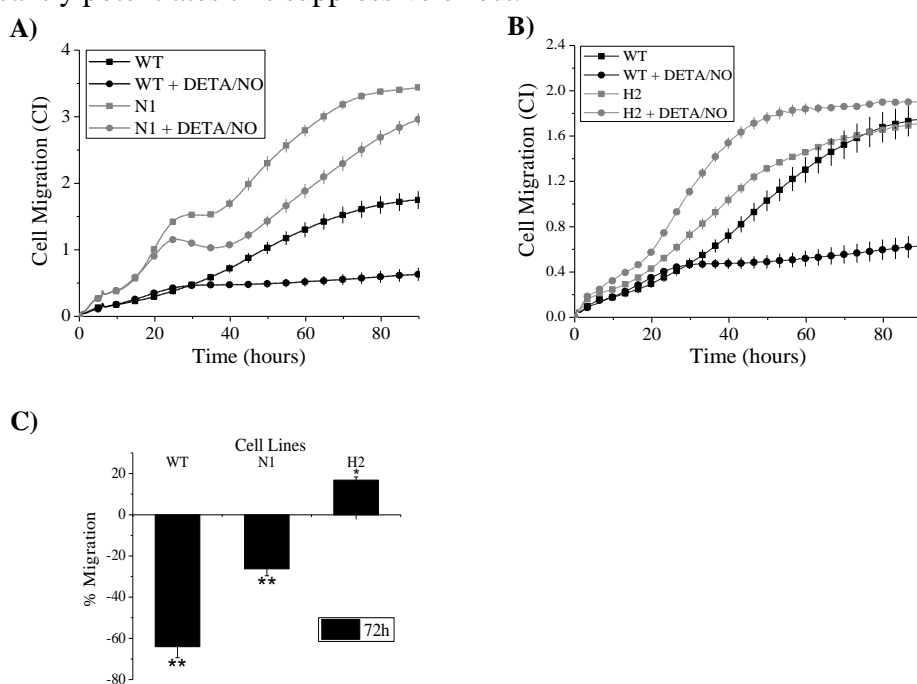 A)
WT
WT + DETA/NO
N1
N1 + DETA/NO
Cell Migration (CI)
4
3
2
1
0
0 20 40 60 80
Time (hours)
B)
WT
WT + DETA/NO
H2
H2 + DETA/NO
Cell Migration (CI)
2.4
2.0
1.6
1.2
0.8
0.4
0.0
0 20 40 60 80
Time (hours)
C)
Cell Lines
WT N1 H2
% Migration
20
0
-20
-40
-60
-80
*
**
**
72h